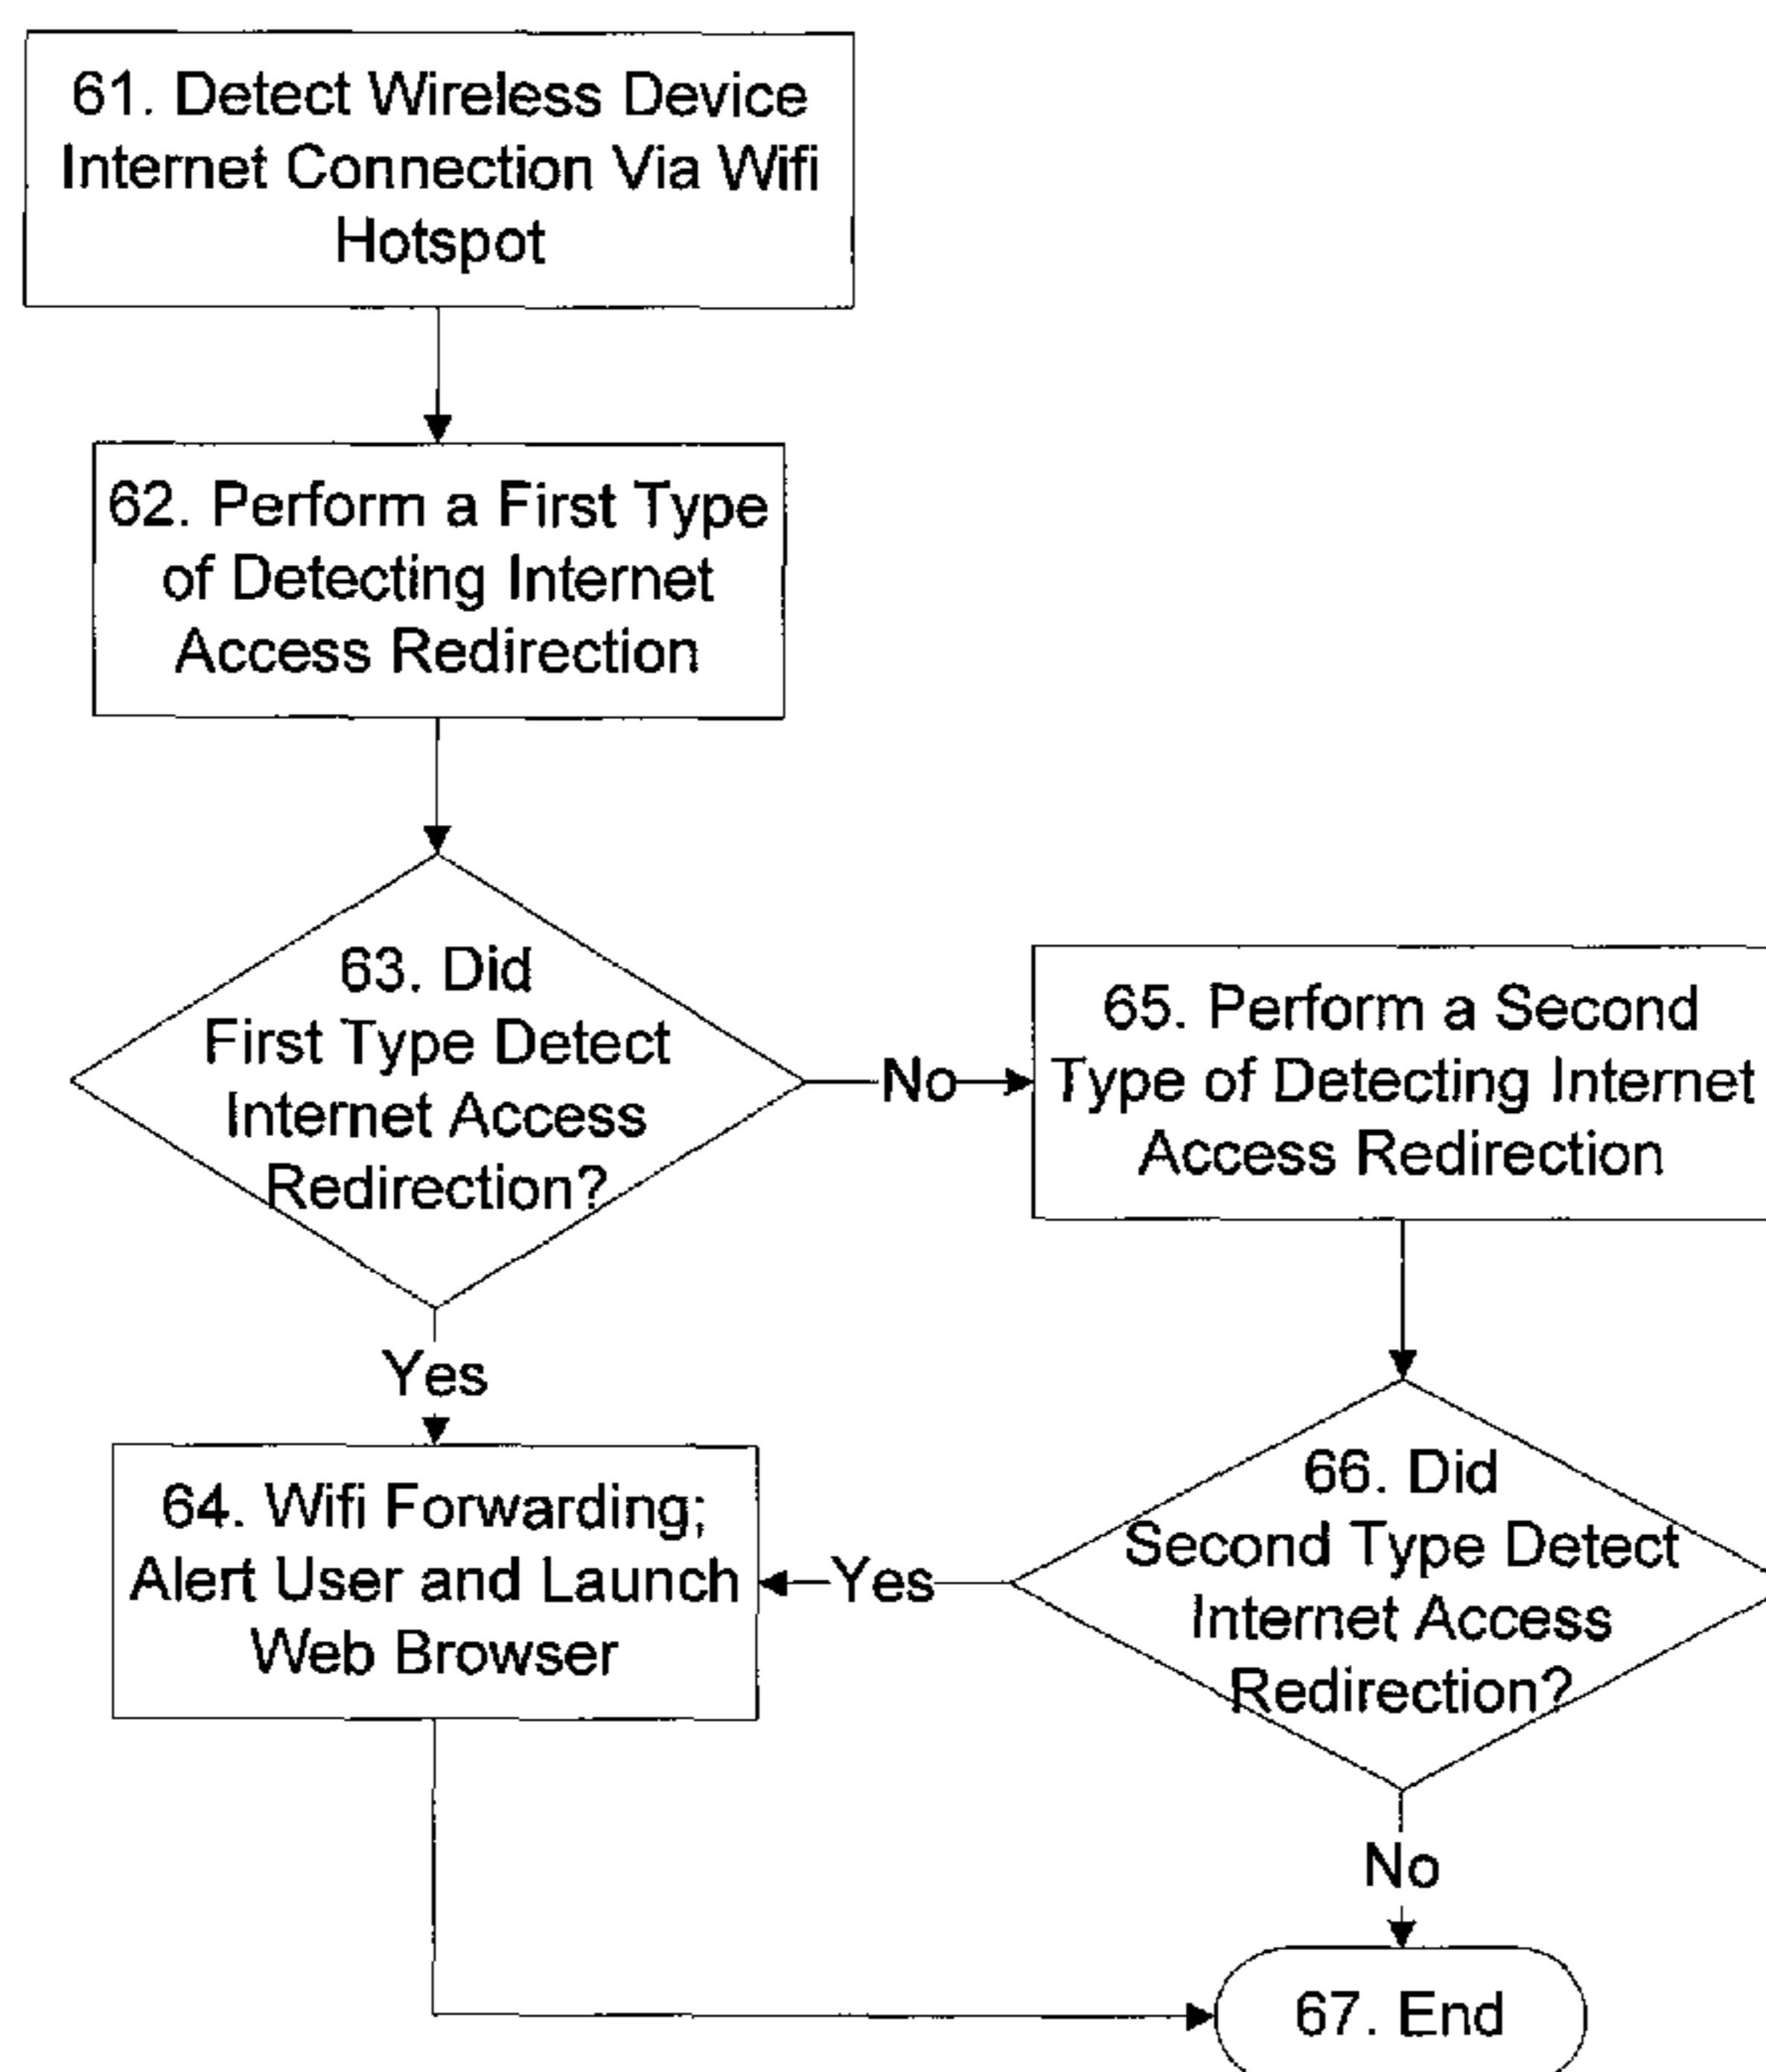 61. Detect Wireless Device
Internet Connection Via Wifi
Hotspot
62. Perform a First Type
of Detecting Internet
Access Redirection
63. Did
First Type Detect
Internet Access
Redirection?
No
65. Perform a Second
Type of Detecting Internet
Access Redirection
Yes
64. Wifi Forwarding;
Alert User and Launch
Web Browser
Yes
66. Did
Second Type Detect
Internet Access
Redirection?
No
67. End